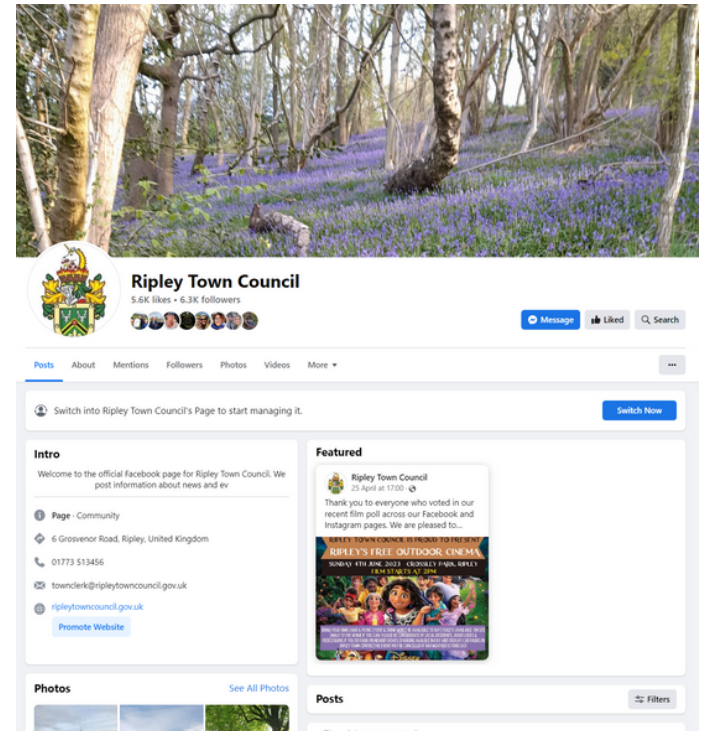 Ripley Town Council
5.6K likes • 6.3K followers
Message
Liked
Search
Posts
About
Mentions
Followers
Photos
Videos
More
Switch into Ripley Town Council's Page to start managing it.
Switch Now
Intro
Welcome to the official Facebook page for Ripley Town Council. We
post information about news and ev
Page · Community
6 Grosvenor Road, Ripley, United Kingdom
01773 513456
townclerk@ripleytowncouncil.gov.uk
ripleytowncouncil.gov.uk
Promote Website
Photos
See All Photos
Featured
Ripley Town Council
25 April at 17:00 ·
Thank you to everyone who voted in our
recent film poll across our Facebook and
Instagram pages. We are pleased to...
RIPLEY TOWN COUNCIL IS PROUD TO PRESENT
RIPLEY'S FREE OUTDOOR CINEMA
SUNDAY 4TH JUNE 2023 - CROSSLEY PARK, RIPLEY
FILM STARTS AT 2PM
Disney
Posts
Filters